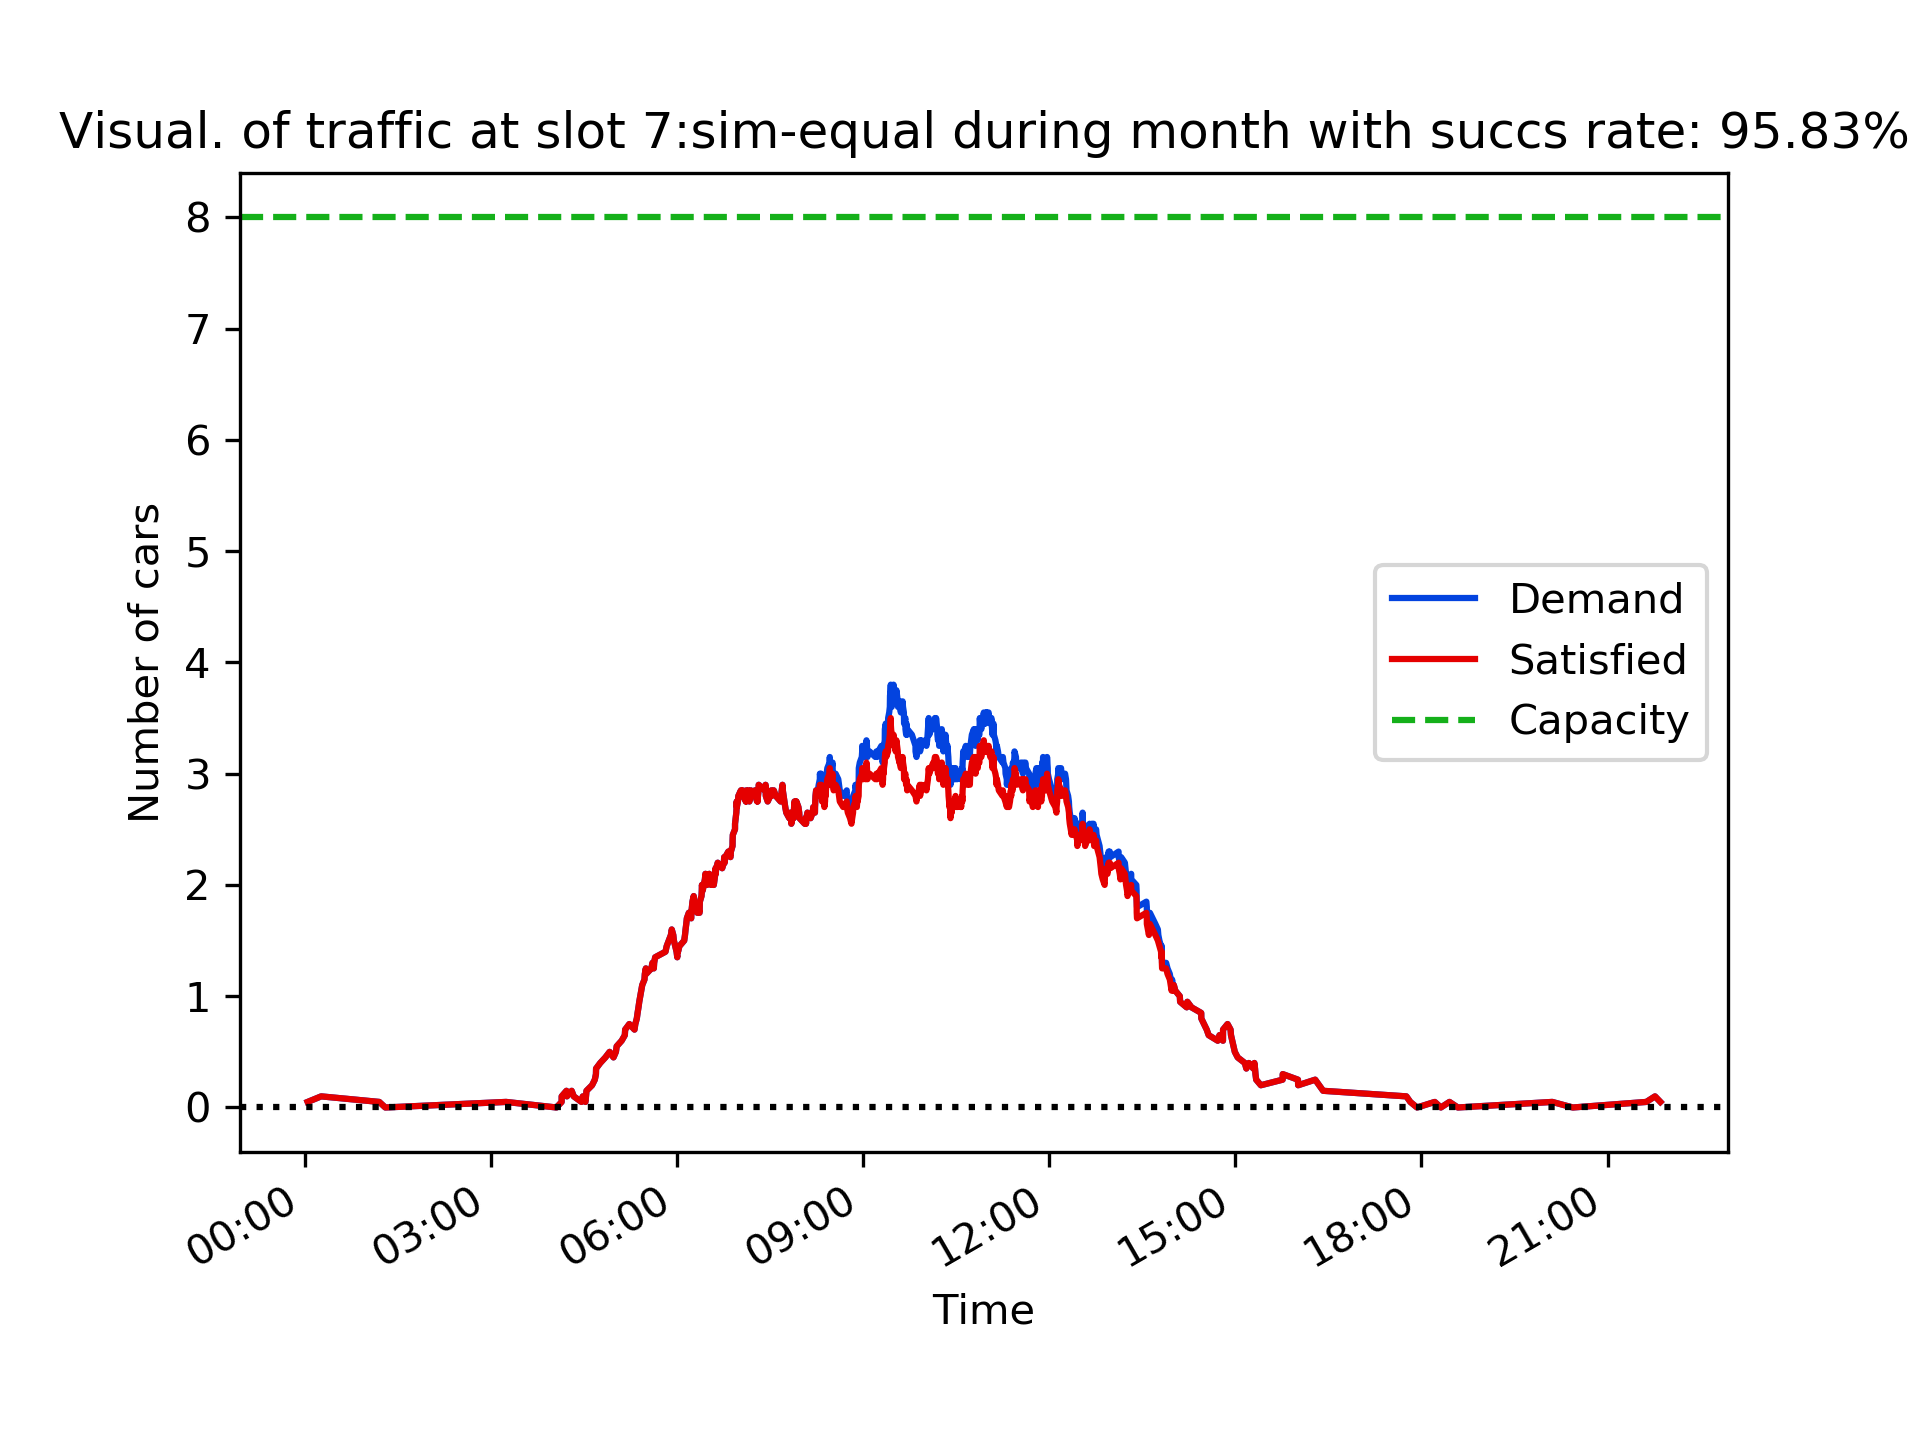 Visual. of traffic at slot 7:sim-equal during month with succs rate: 95.83%
8
7
6
5
4
3
2
1
0
Number of cars
Demand
Satisfied
Capacity
00:00
03:00
06:00
09:00
12:00
15:00
18:00
21:00
Time